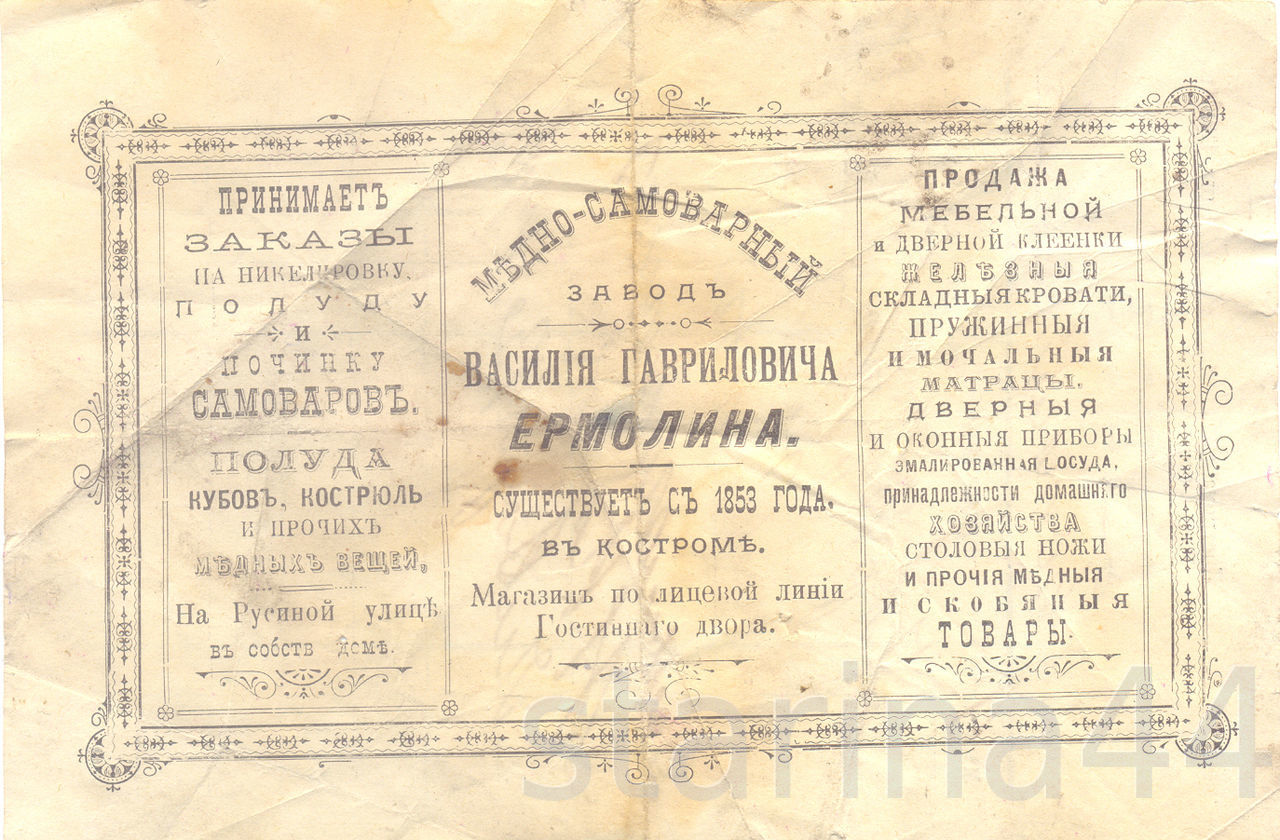 ПРИНИМАЕТЪ
ЗАКАЗЫ
НА НИКЕЛИРОВКУ,
ПОЛУДУ
И
ПОЧИНКУ
САМОВАРОВЪ.
ПОЛУДА
КУБОВЪ, КОСТРЮЛЬ
И ПРОЧИХЪ
МѢДНЫХЪ ВЕЩЕЙ,
На Русиной улицѣ
въ собств домѣ.
МѢДНО-САМОВАРНЫЙ
ЗАВОДЪ
ВАСИЛІЯ ГАВРИЛОВИЧА
ЕРМОЛИНА.
СУЩЕСТВУЕТЪ СЪ 1853 ГОДА.
ВЪ КОСТРОМѢ.
Магазинъ по лицевой линіи
Гостиннаго двора.
ПРОДАЖА
МЕБЕЛЬНОЙ
и ДВЕРНОЙ КЛЕЕНКИ
ЖЕЛѢЗНЫЯ
СКЛАДНЫЯ КРОВАТИ,
ПРУЖИННЫЯ
И МОЧАЛЬНЫЯ
МАТРАЦЫ.
ДВЕРНЫЯ
И ОКОННЫЯ ПРИБОРЫ
ЭМАЛИРОВАННАЯ ПОСУДА,
принадлежности домашняго
ХОЗЯЙСТВА
СТОЛОВЫЯ НОЖИ
И ПРОЧІЯ МѢДНЫЯ
И СКОБЯНЫЯ
ТОВАРЫ.
starina44